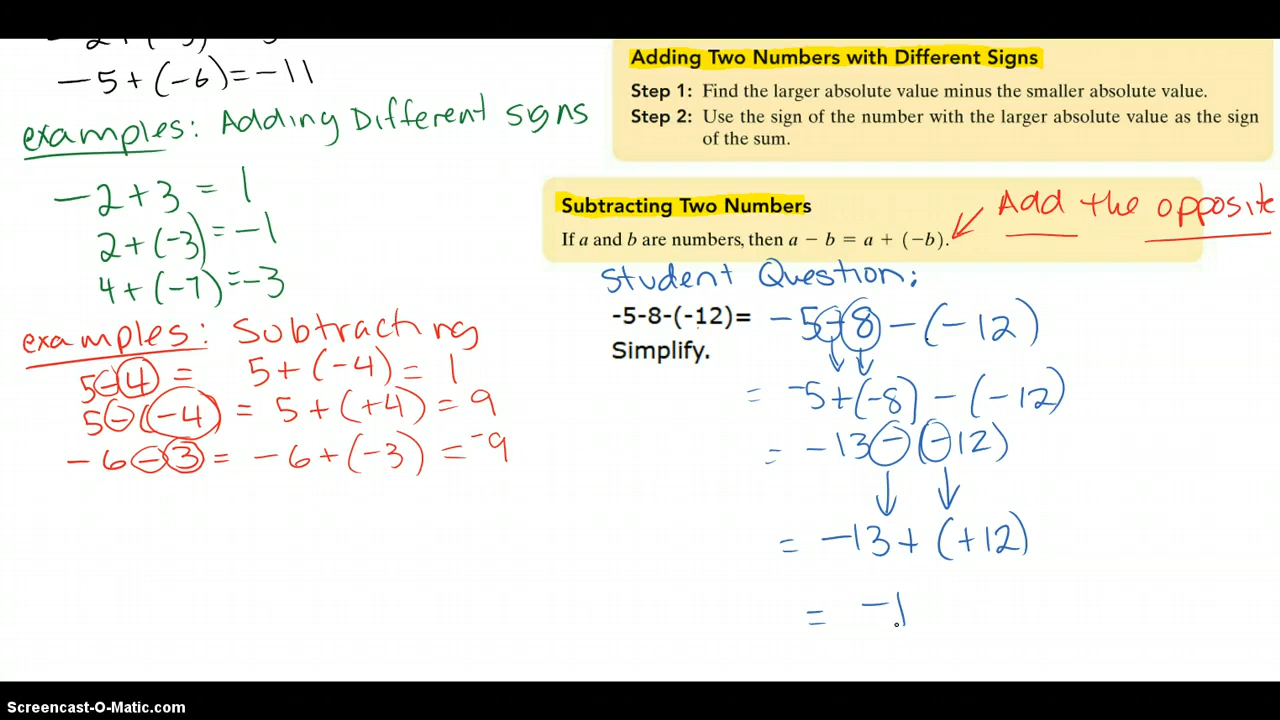 -5+(-6)=-11
examples: Adding Different signs
-2+3 = 1
2+(-3)=-1
4+(-7)=-3
examples: Subtracting
5-4 = 5+(-4) = 1
5-(-4) = 5+(+4) = 9
-6-3 = -6+(-3) = -9
Adding Two Numbers with Different Signs
Step 1: Find the larger absolute value minus the smaller absolute value.
Step 2: Use the sign of the number with the larger absolute value as the sign
of the sum.
Subtracting Two Numbers
If a and b are numbers, then a − b = a + (−b).
Add the opposite
Student Question:
-5-8-(-12)=
Simplify.
-5-8-(-12)
= -5+(-8)-(-12)
= -13-(-12)
= -13+(+12)
= -1
Screencast-O-Matic.com